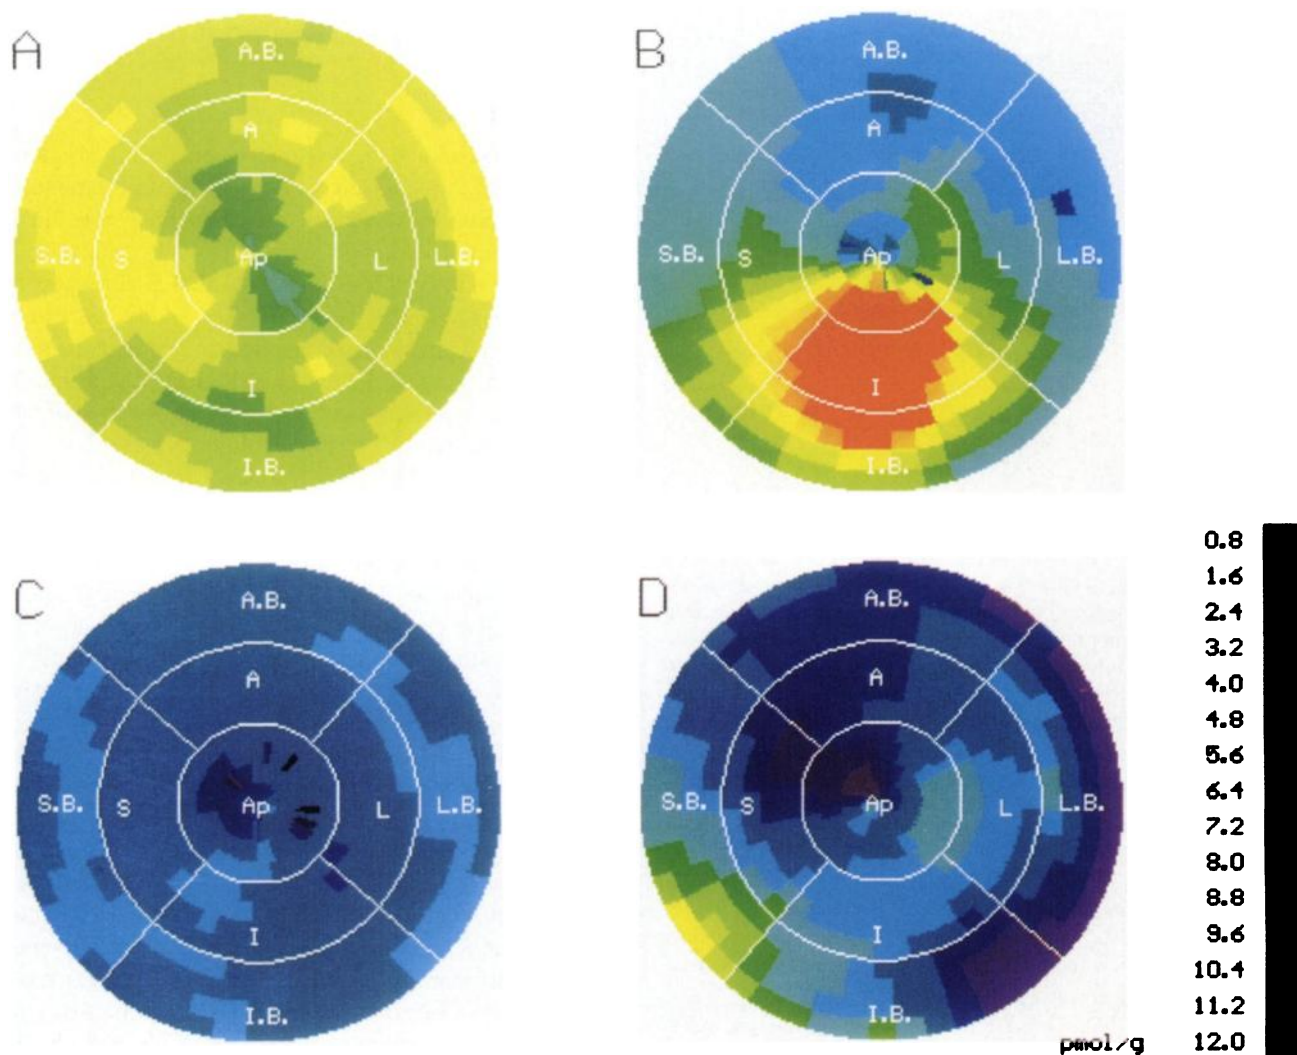 A B
A.B. A.B.
A A
S.B. S Ap L L.B. S.B. S Ap L L.B.
I I
I.B. I.B.
C D
A.B. A.B.
A A
S.B. S Ap L L.B. S.B. S Ap L L.B.
I I
I.B. I.B.
0.8
1.6
2.4
3.2
4.0
4.8
5.6
6.4
7.2
8.0
8.8
9.6
10.4
11.2
pmol/g 12.0